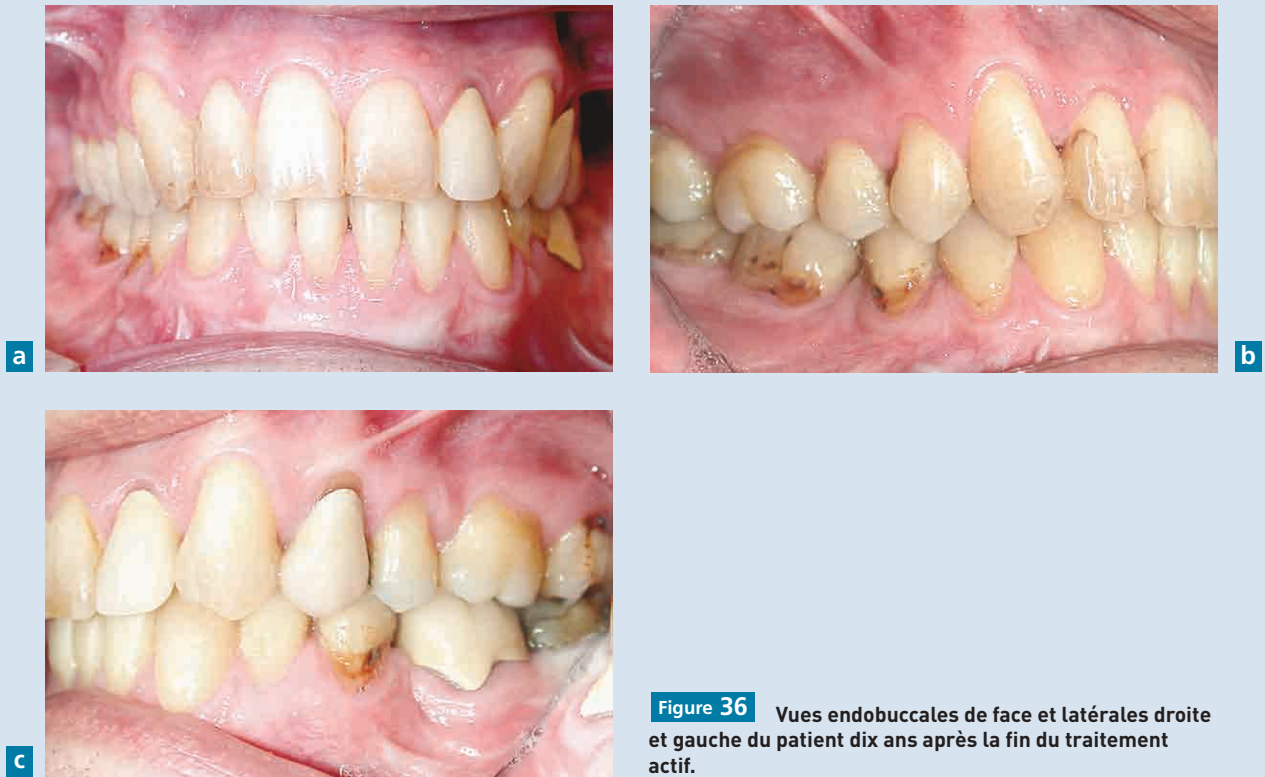 a
b
c
Figure 36 Vues endobuccales de face et latérales droite
et gauche du patient dix ans après la fin du traitement
actif.